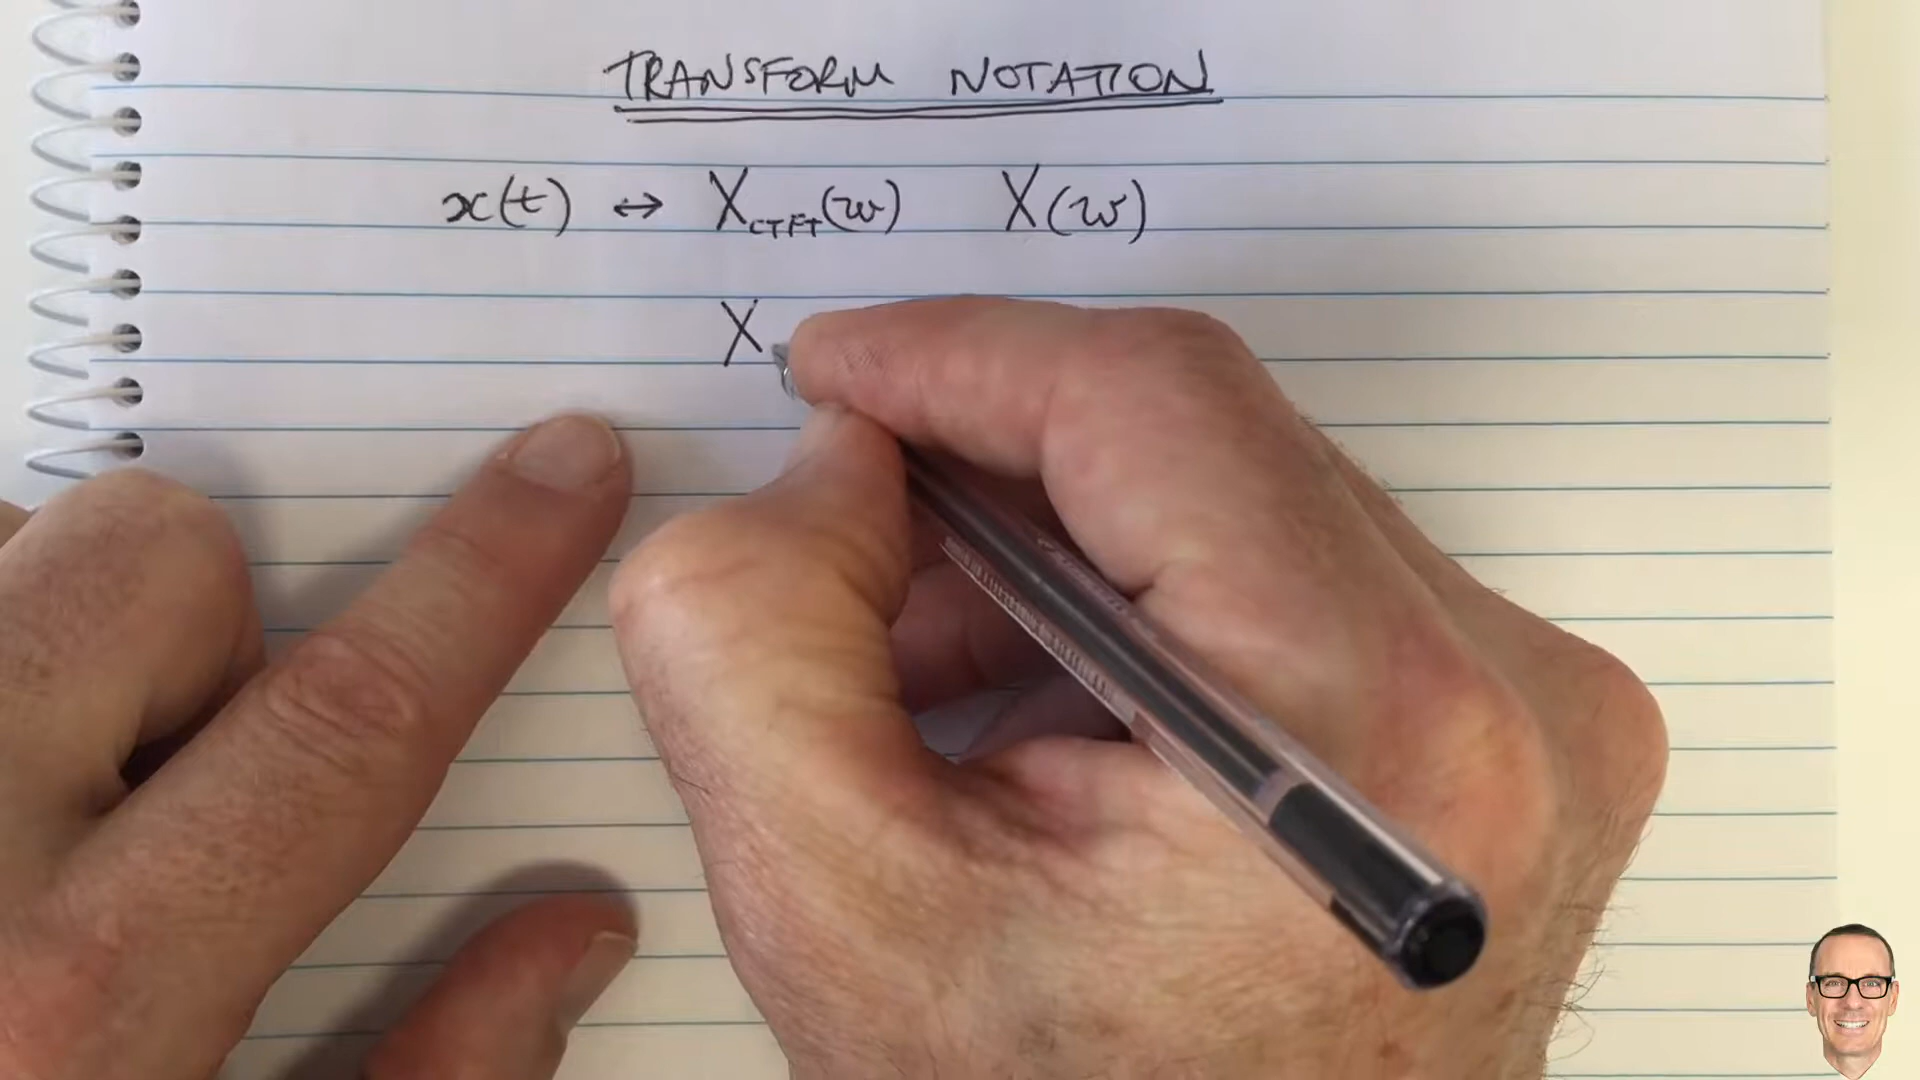 TRANSFORM NOTATION
x(t) ↔ X_CTFT(w) X(w)
X